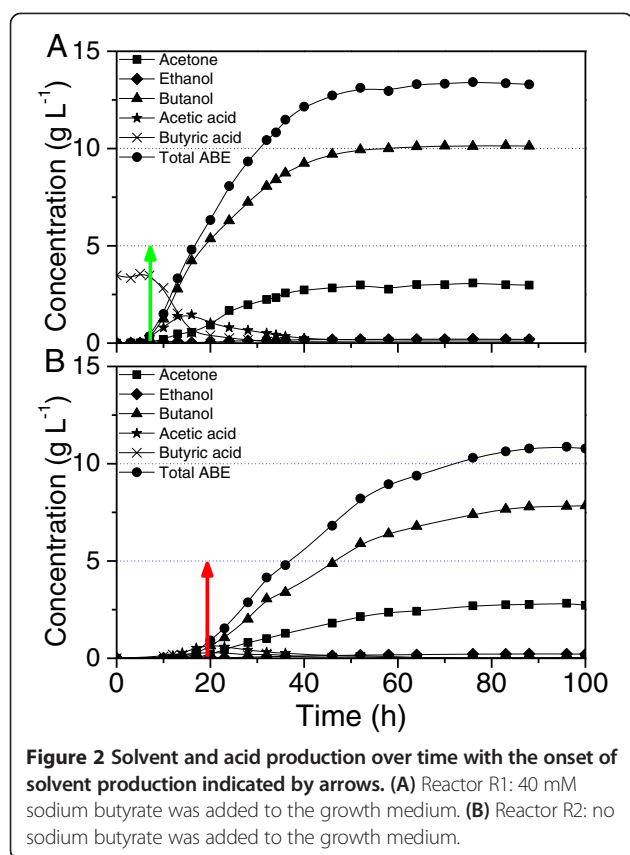 A
15
10
5
0
Concentration (g L⁻¹)
Acetone
Ethanol
Butanol
Acetic acid
Butyric acid
Total ABE
B
15
10
5
0
Concentration (g L⁻¹)
Acetone
Ethanol
Butanol
Acetic acid
Butyric acid
Total ABE
0 20 40 60 80 100
Time (h)
Figure 2 Solvent and acid production over time with the onset of
solvent production indicated by arrows. (A) Reactor R1: 40 mM
sodium butyrate was added to the growth medium. (B) Reactor R2: no
sodium butyrate was added to the growth medium.